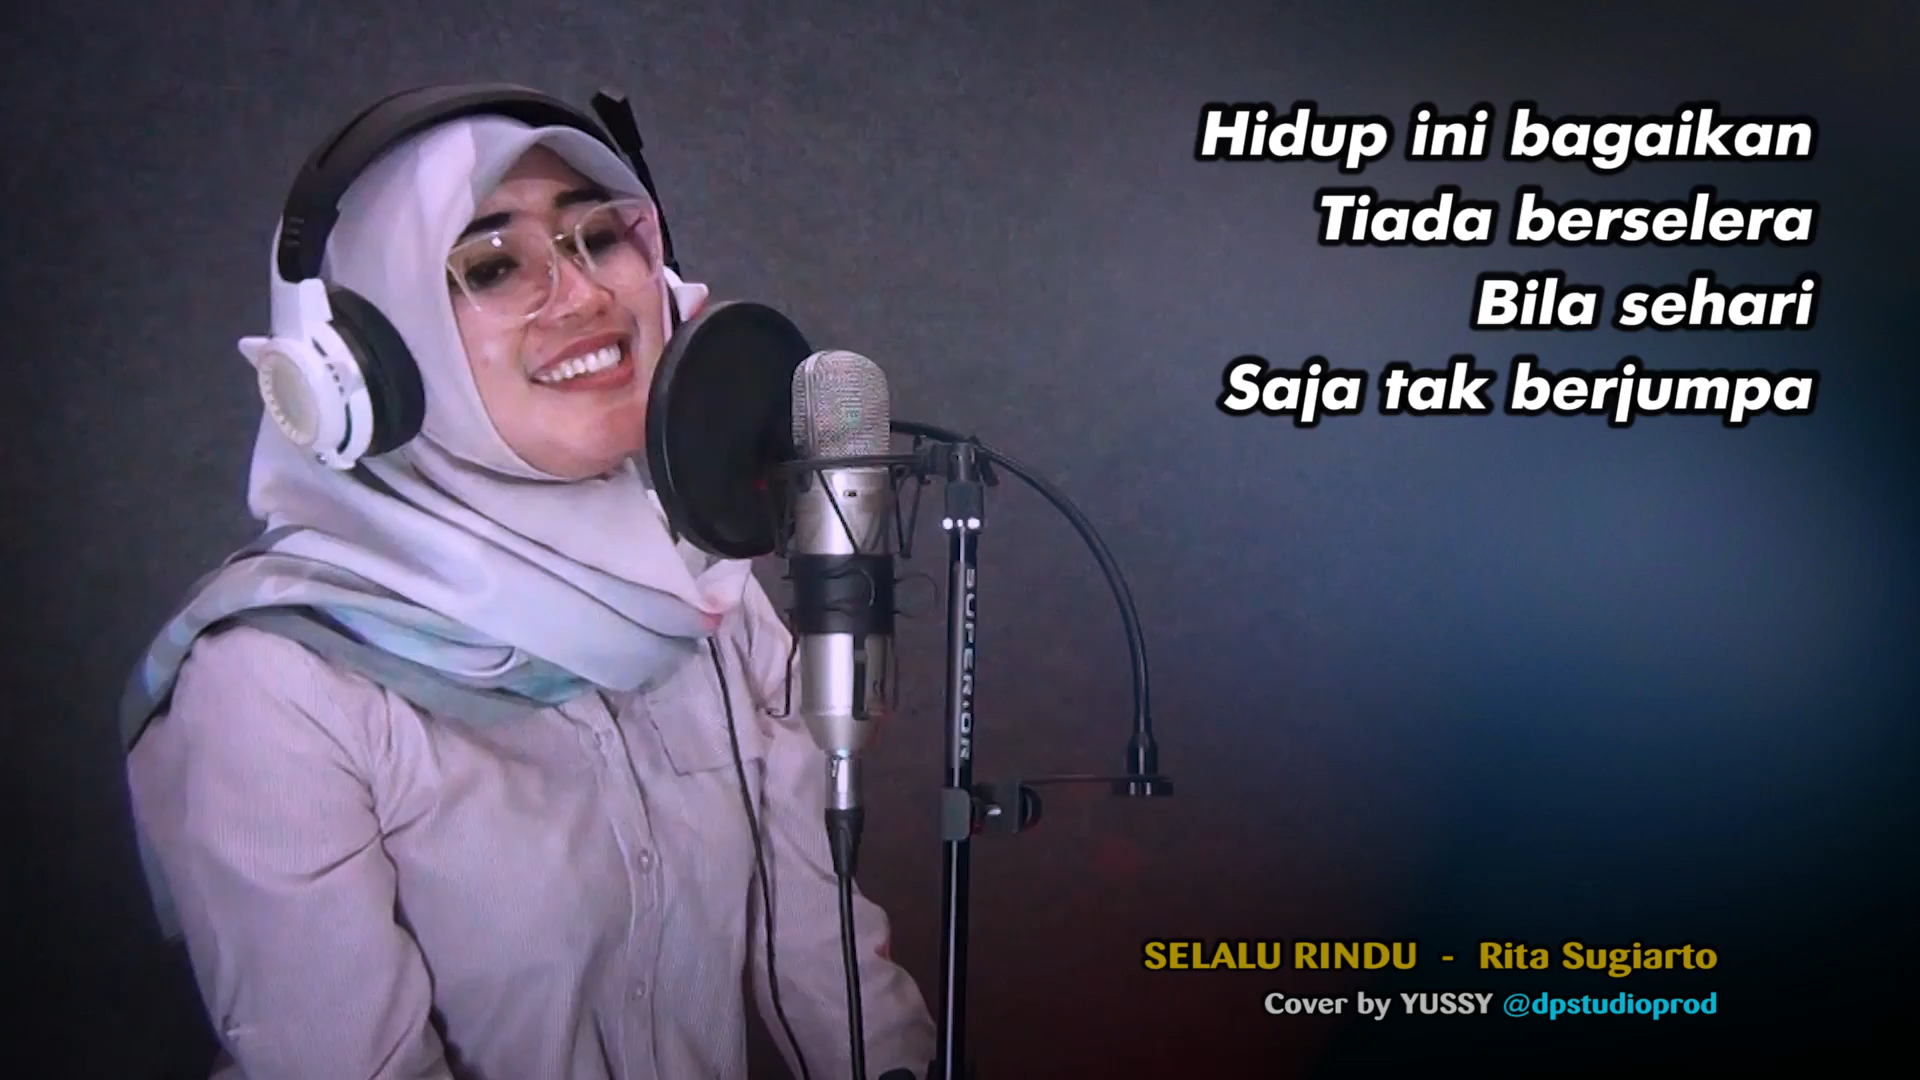 Hidup ini bagaikan
Tiada berselera
Bila sehari
Saja tak berjumpa
SUPERIOR
SELALU RINDU - Rita Sugiarto
Cover by YUSSY @dpstudioprod